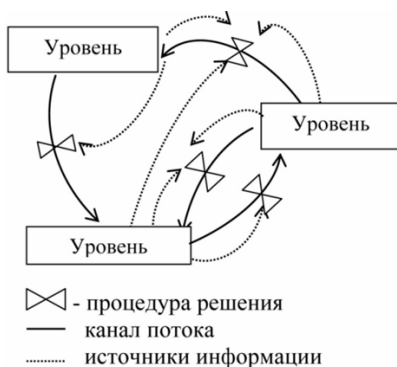 Уровень
Уровень
Уровень
- процедура решения
канал потока
источники информации